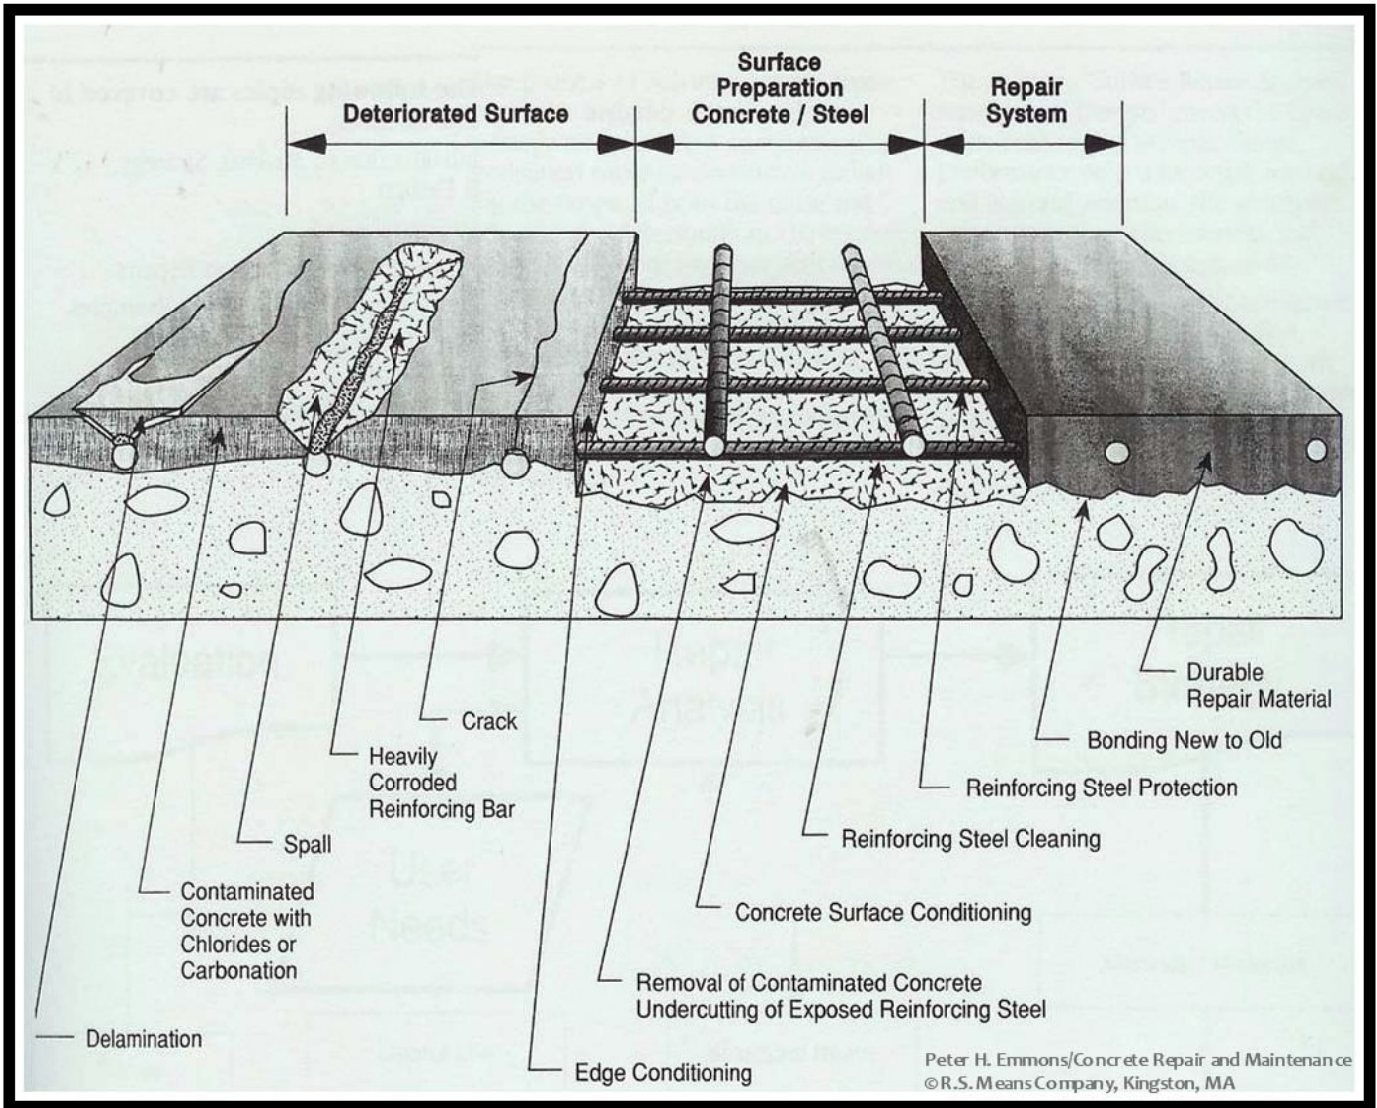 Deteriorated Surface
Surface
Preparation
Concrete / Steel
Repair
System
Durable
Repair Material
Bonding New to Old
Reinforcing Steel Protection
Reinforcing Steel Cleaning
Concrete Surface Conditioning
Removal of Contaminated Concrete
Undercutting of Exposed Reinforcing Steel
Edge Conditioning
Crack
Heavily
Corroded
Reinforcing Bar
Spall
Contaminated
Concrete with
Chlorides or
Carbonation
Delamination
Peter H. Emmons/Concrete Repair and Maintenance
©R.S. Means Company, Kingston, MA